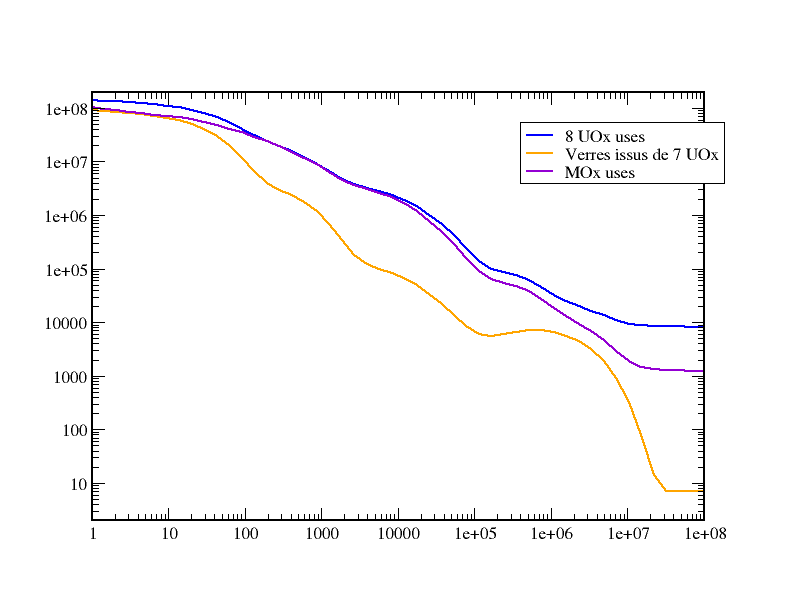 8 UOx uses
Verres issus de 7 UOx
MOx uses
1e+08
1e+07
1e+06
1e+05
10000
1000
100
10
1 10 100 1000 10000 1e+05 1e+06 1e+07 1e+08